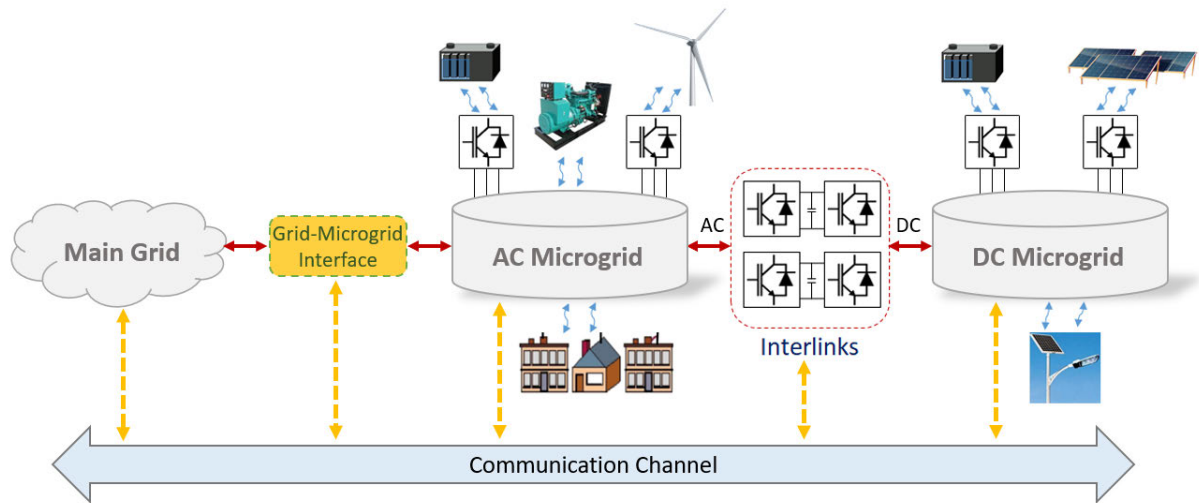 Main Grid
Grid-Microgrid
Interface
AC Microgrid
AC
DC
DC Microgrid
Interlinks
Communication Channel